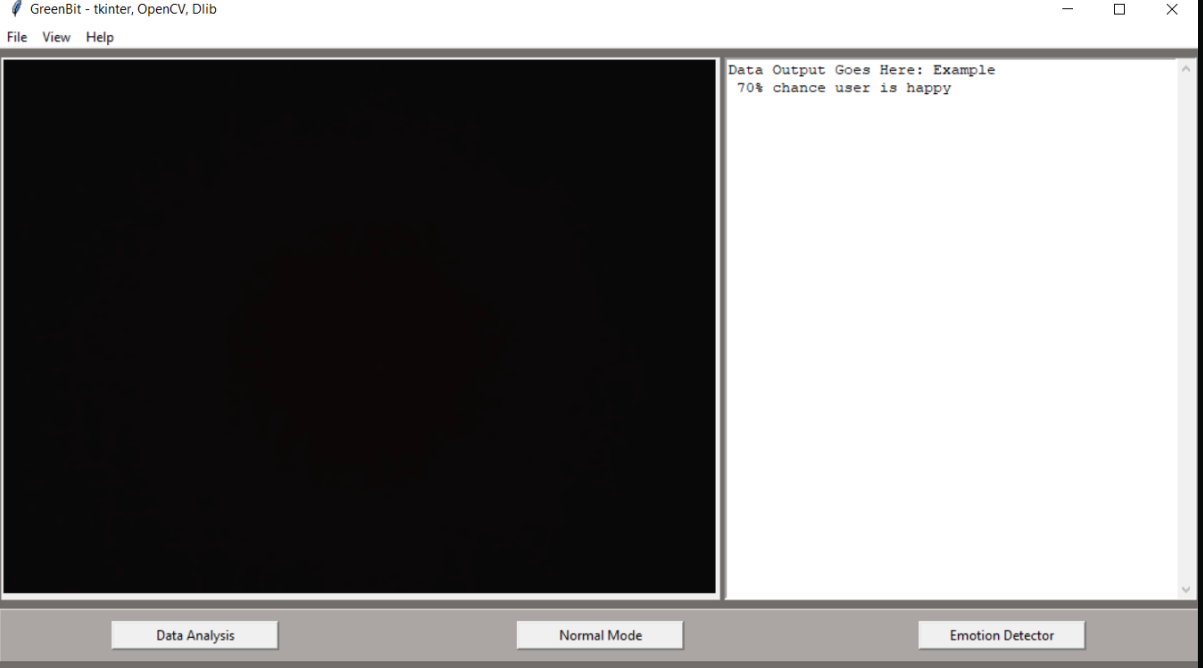 GreenBit - tkinter, OpenCV, Dlib
File View Help
Data Output Goes Here: Example
70% chance user is happy
Data Analysis
Normal Mode
Emotion Detector